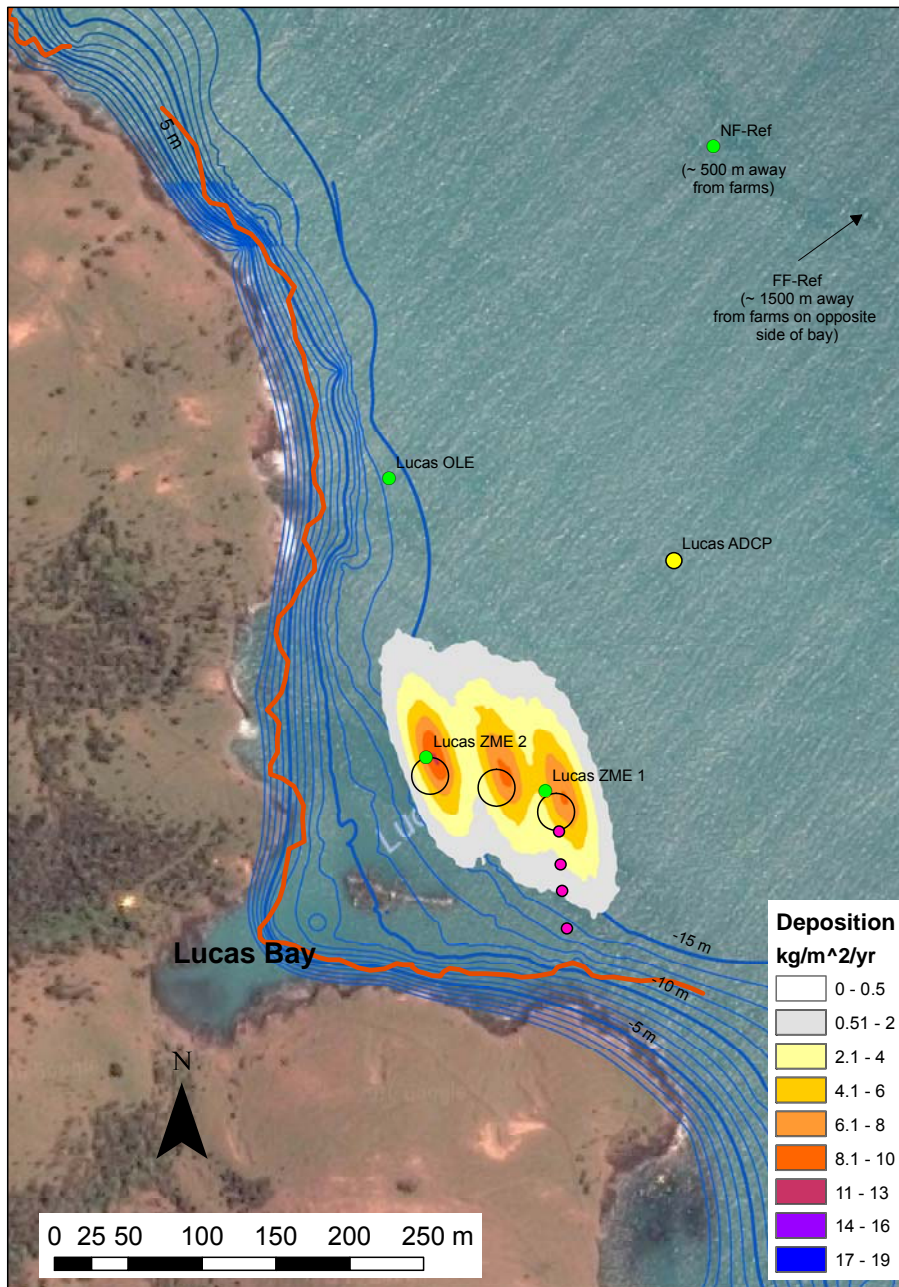 5 m
NF-Ref
(~ 500 m away
from farms)
FF-Ref
(~ 1500 m away
from farms on opposite
side of bay)
Lucas OLE
Lucas ADCP
Lucas ZME 2
Lucas ZME 1
Luc
-15 m
-10 m
-5 m
Lucas Bay
N
0 25 50 100 150 200 250 m
Deposition
kg/m^2/yr
0 - 0.5
0.51 - 2
2.1 - 4
4.1 - 6
6.1 - 8
8.1 - 10
11 - 13
14 - 16
17 - 19